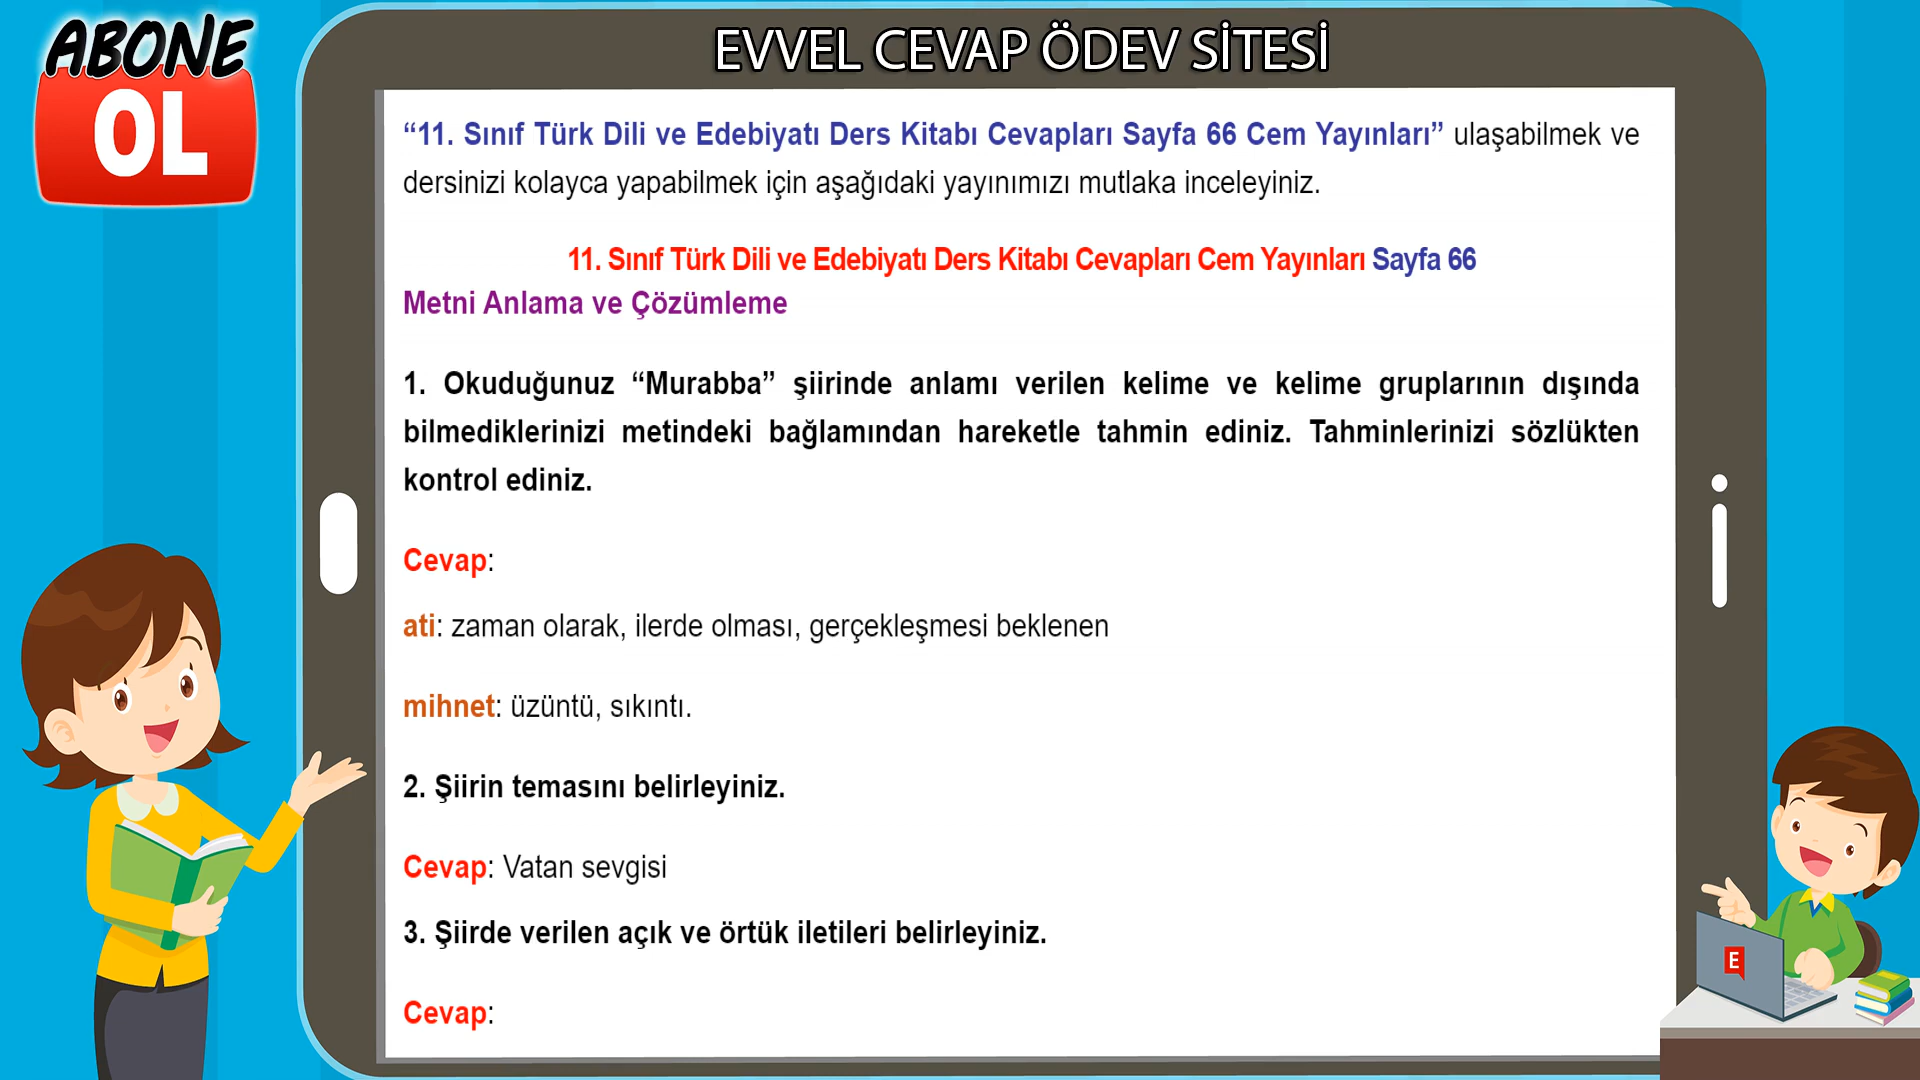 ABONE
OL
EVVEL CEVAP ÖDEV SİTESİ
“11. Sınıf Türk Dili ve Edebiyatı Ders Kitabı Cevapları Sayfa 66 Cem Yayınları” ulaşabilmek ve
dersinizi kolayca yapabilmek için aşağıdaki yayınımızı mutlaka inceleyiniz.
11. Sınıf Türk Dili ve Edebiyatı Ders Kitabı Cevapları Cem Yayınları Sayfa 66
Metni Anlama ve Çözümleme
1. Okuduğunuz “Murabba” şiirinde anlamı verilen kelime ve kelime gruplarının dışında
bilmediklerinizi metindeki bağlamından hareketle tahmin ediniz. Tahminlerinizi sözlükten
kontrol ediniz.
Cevap:
ati: zaman olarak, ilerde olması, gerçekleşmesi beklenen
mihnet: üzüntü, sıkıntı.
2. Şiirin temasını belirleyiniz.
Cevap: Vatan sevgisi
3. Şiirde verilen açık ve örtük iletileri belirleyiniz.
Cevap:
E